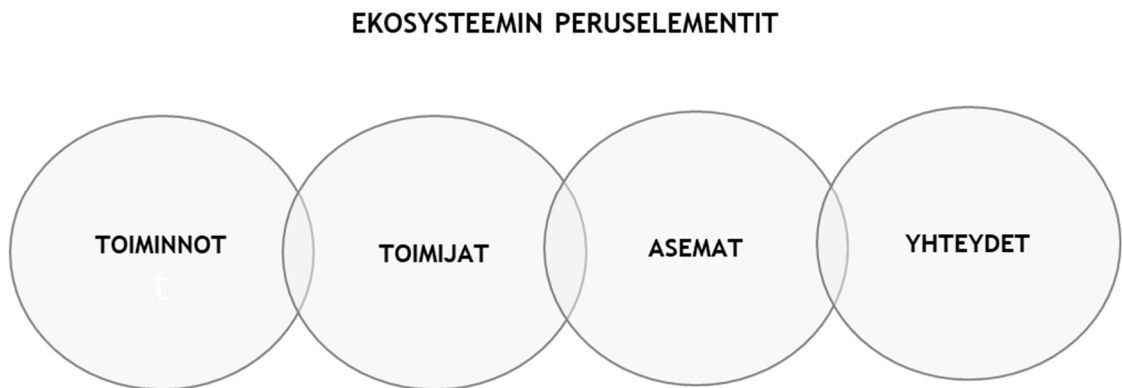 EKOSYSTEEMIN PERUSELEMENTIT
TOIMINNOT
t
TOIMIJAT
ASEMAT
YHTEYDET